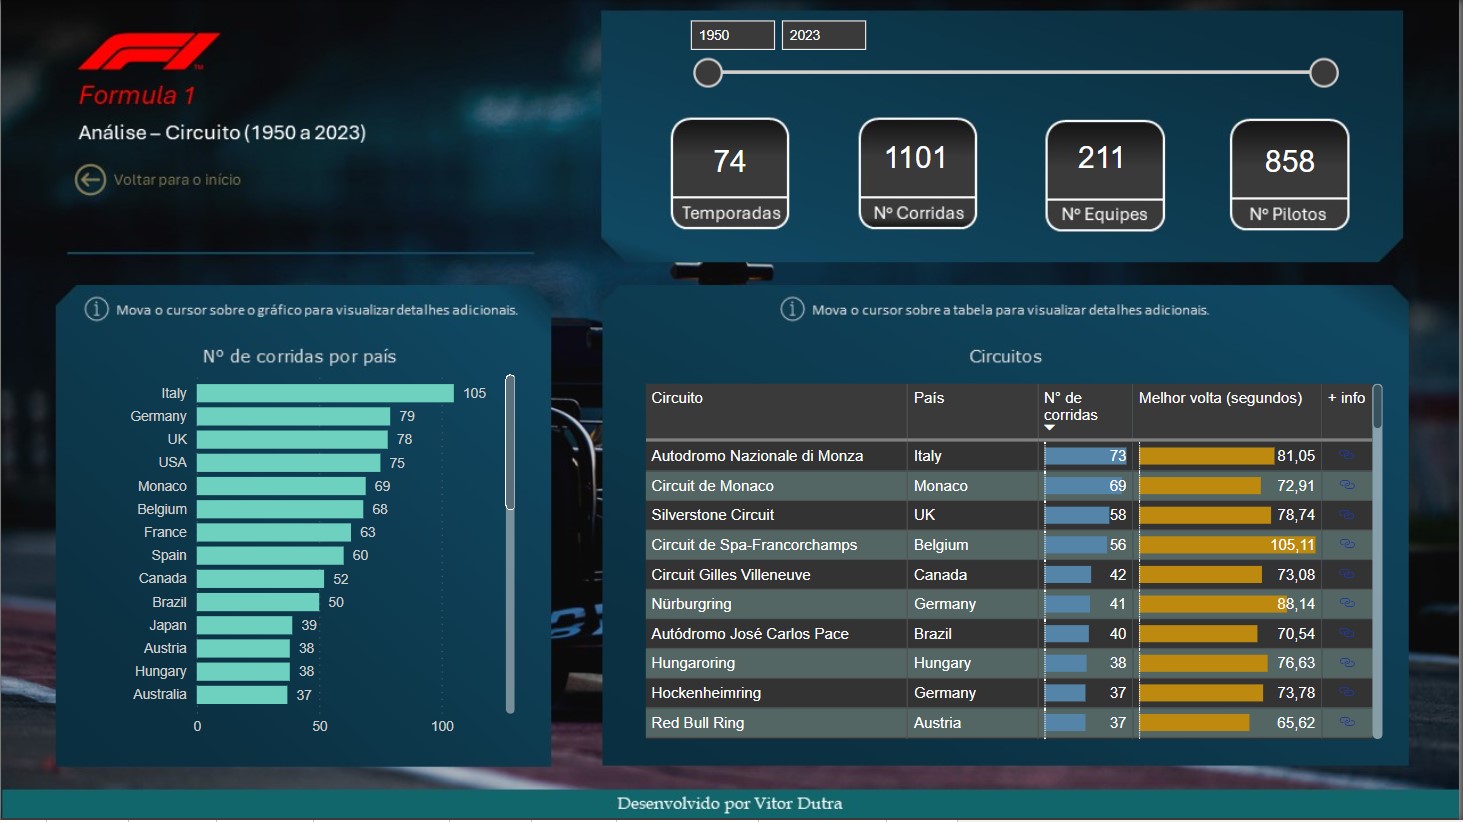 F1
TM
Formula 1
Análise – Circuito (1950 a 2023)
Voltar para o início
1950
2023
74
Temporadas
1101
Nº Corridas
211
Nº Equipes
858
Nº Pilotos
Mova o cursor sobre o gráfico para visualizar detalhes adicionais.
Nº de corridas por país
Italy 105
Germany 79
UK 78
USA 75
Monaco 69
Belgium 68
France 63
Spain 60
Canada 52
Brazil 50
Japan 39
Austria 38
Hungary 38
Australia 37
0 50 100
Mova o cursor sobre a tabela para visualizar detalhes adicionais.
Circuitos
Circuito País N° de corridas Melhor volta (segundos) + info
Autodromo Nazionale di Monza Italy 73 81,05
Circuit de Monaco Monaco 69 72,91
Silverstone Circuit UK 58 78,74
Circuit de Spa-Francorchamps Belgium 56 105,11
Circuit Gilles Villeneuve Canada 42 73,08
Nürburgring Germany 41 88,14
Autódromo José Carlos Pace Brazil 40 70,54
Hungaroring Hungary 38 76,63
Hockenheimring Germany 37 73,78
Red Bull Ring Austria 37 65,62
Desenvolvido por Vitor Dutra